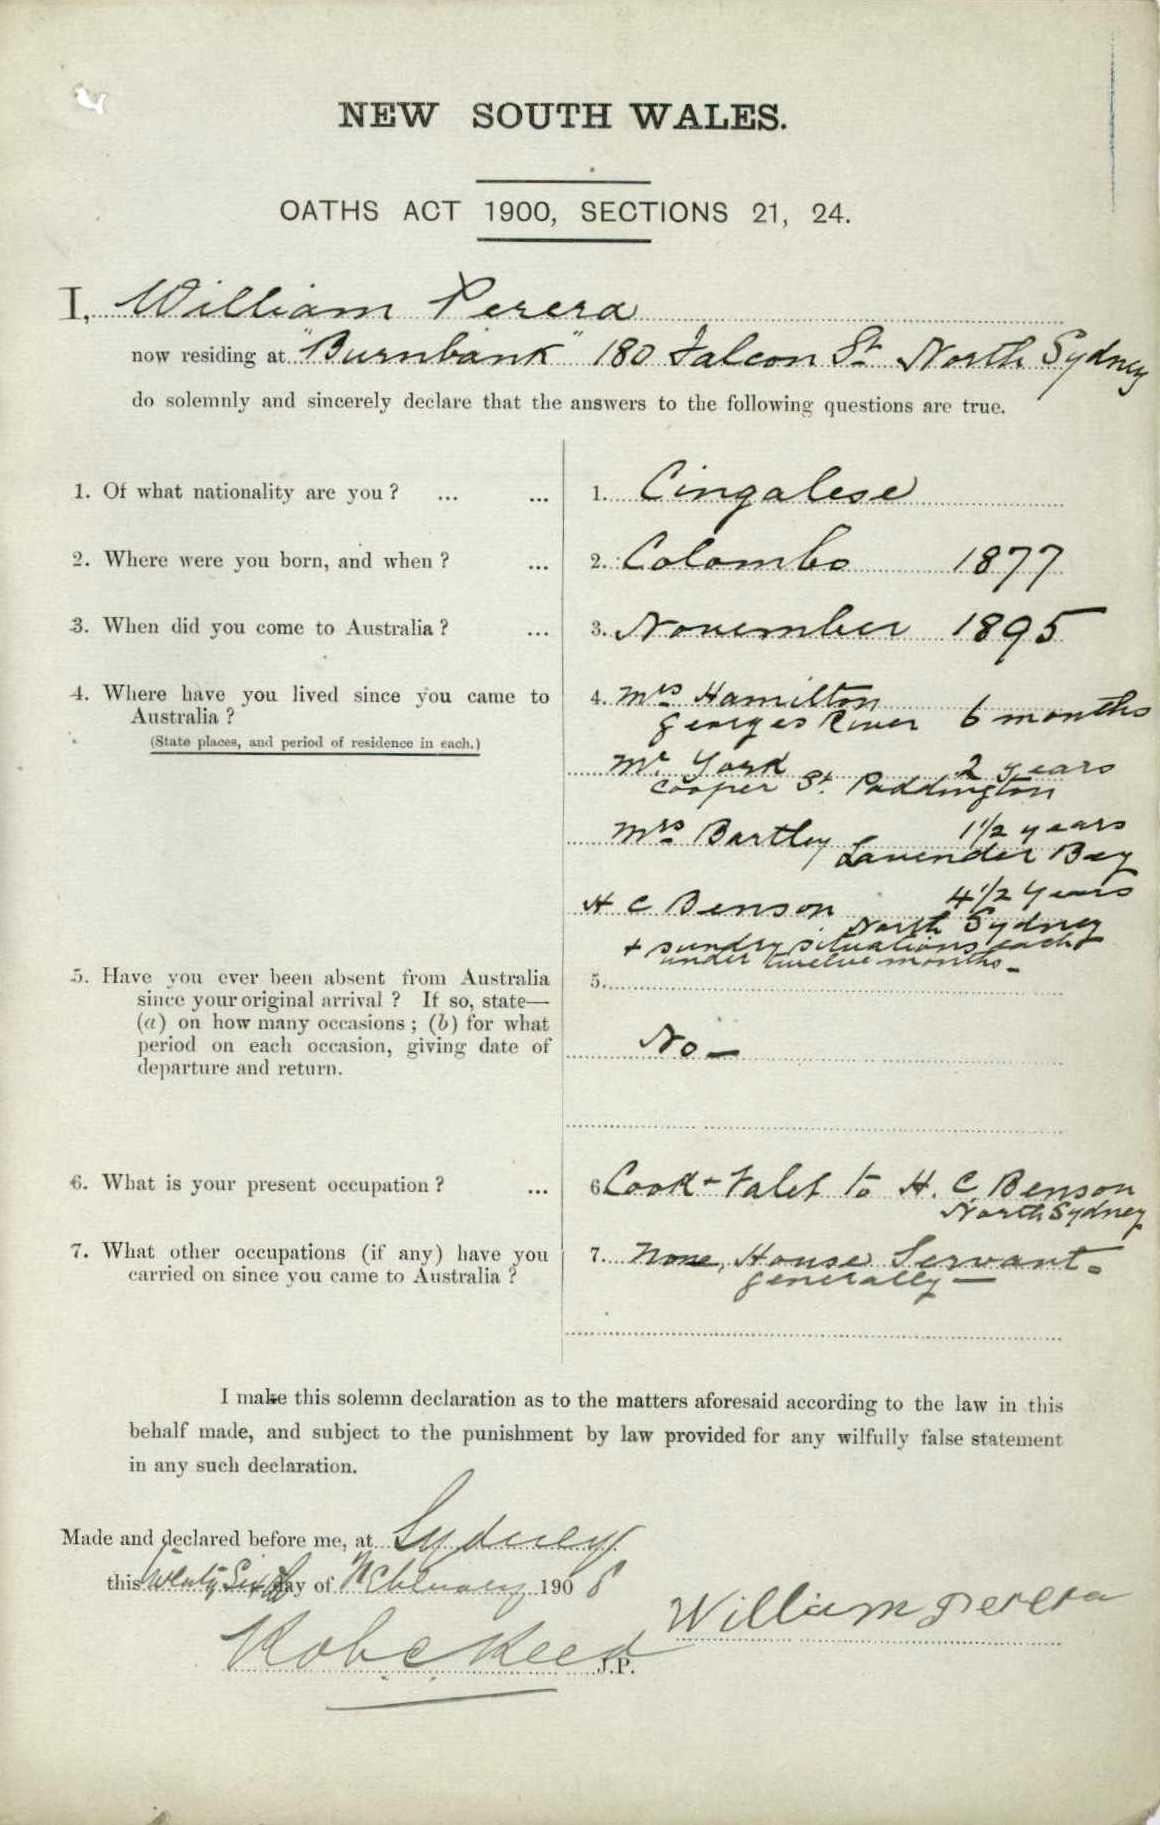 NEW SOUTH WALES.
OATHS ACT 1900, SECTIONS 21, 24.
I, William Perera
now residing at "Burnbank" 180 Falcon St North Sydney
do solemnly and sincerely declare that the answers to the following questions are true.
1. Of what nationality are you ? ... ... 1. Cingalese
2. Where were you born, and when ? ... 2. Colombo 1877
3. When did you come to Australia ? ... 3. November 1895
4. Where have you lived since you came to
Australia ?
(State places, and period of residence in each.)
4. Mrs Hamilton
Georges River 6 months
Mr York 2 years
Cooper St. Paddington
Mrs Bartley 1 1/2 years
Lavender Bay
H C Benson 4 1/2 Years
North Sydney
+ sundry situations each
under twelve months -
5. Have you ever been absent from Australia
since your original arrival ? If so, state—
(a) on how many occasions ; (b) for what
period on each occasion, giving date of
departure and return.
5.
No —
6. What is your present occupation ? ... 6 Cook + Valet to H. C. Benson
North Sydney
7. What other occupations (if any) have you
carried on since you came to Australia ?
7. None, House Servant.
generally —
I make this solemn declaration as to the matters aforesaid according to the law in this
behalf made, and subject to the punishment by law provided for any wilfully false statement
in any such declaration.
Made and declared before me, at Sydney
this Twenty Sixth day of February 1908
William Perera
Reed J.P.